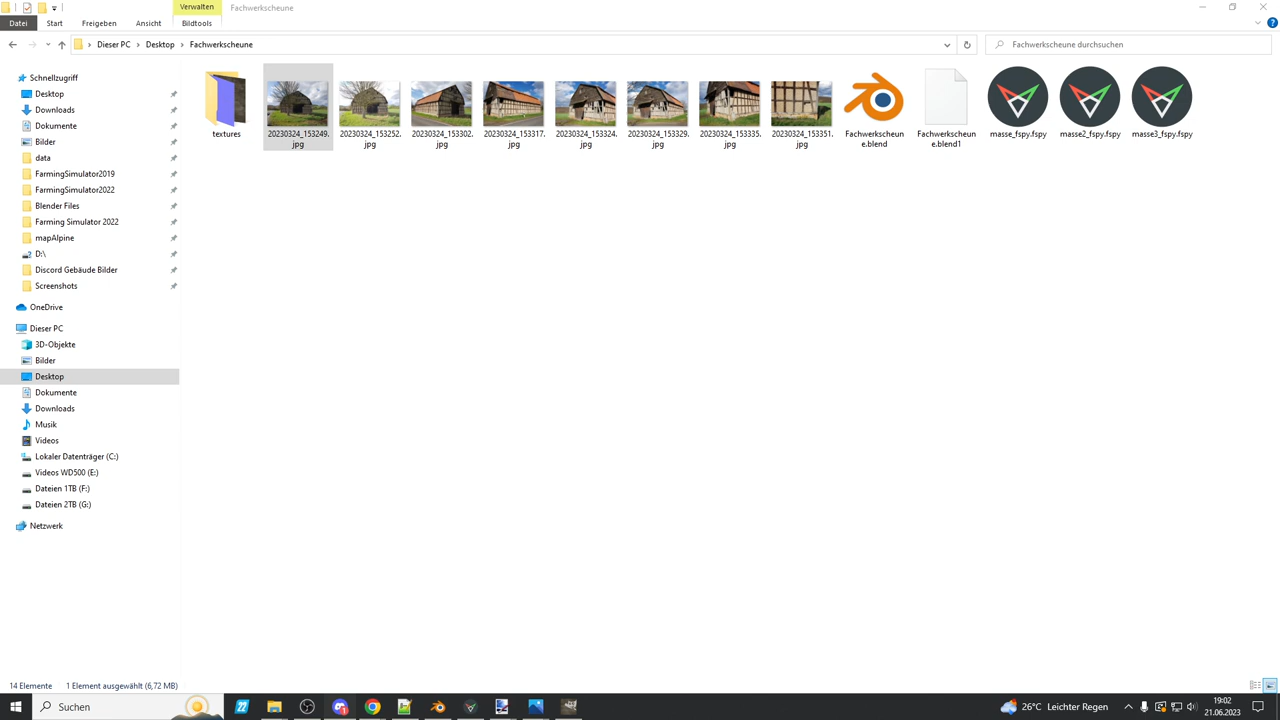 Verwalten
Fachwerkscheune
Datei
Start
Freigeben
Ansicht
Bildtools
Dieser PC
Desktop
Fachwerkscheune
Fachwerkscheune durchsuchen
Schnellzugriff
Desktop
Downloads
Dokumente
Bilder
data
FarmingSimulator2019
FarmingSimulator2022
Blender Files
Farming Simulator 2022
mapAlpine
D:\
Discord Gebäude Bilder
Screenshots
OneDrive
Dieser PC
3D-Objekte
Bilder
Desktop
Dokumente
Downloads
Musik
Videos
Lokaler Datenträger (C:)
Videos WD500 (E:)
Dateien 1TB (F:)
Dateien 2TB (G:)
Netzwerk
textures
20230324_153249.
jpg
20230324_153252.
jpg
20230324_153302.
jpg
20230324_153317.
jpg
20230324_153324.
jpg
20230324_153329.
jpg
20230324_153335.
jpg
20230324_153351.
jpg
Fachwerkscheun
e.blend
Fachwerkscheun
e.blend1
masse_fspy.fspy
masse2_fspy.fspy
masse3_fspy.fspy
14 Elemente
1 Element ausgewählt (6,72 MB)
Suchen
26°C Leichter Regen
19:02
21.06.2023